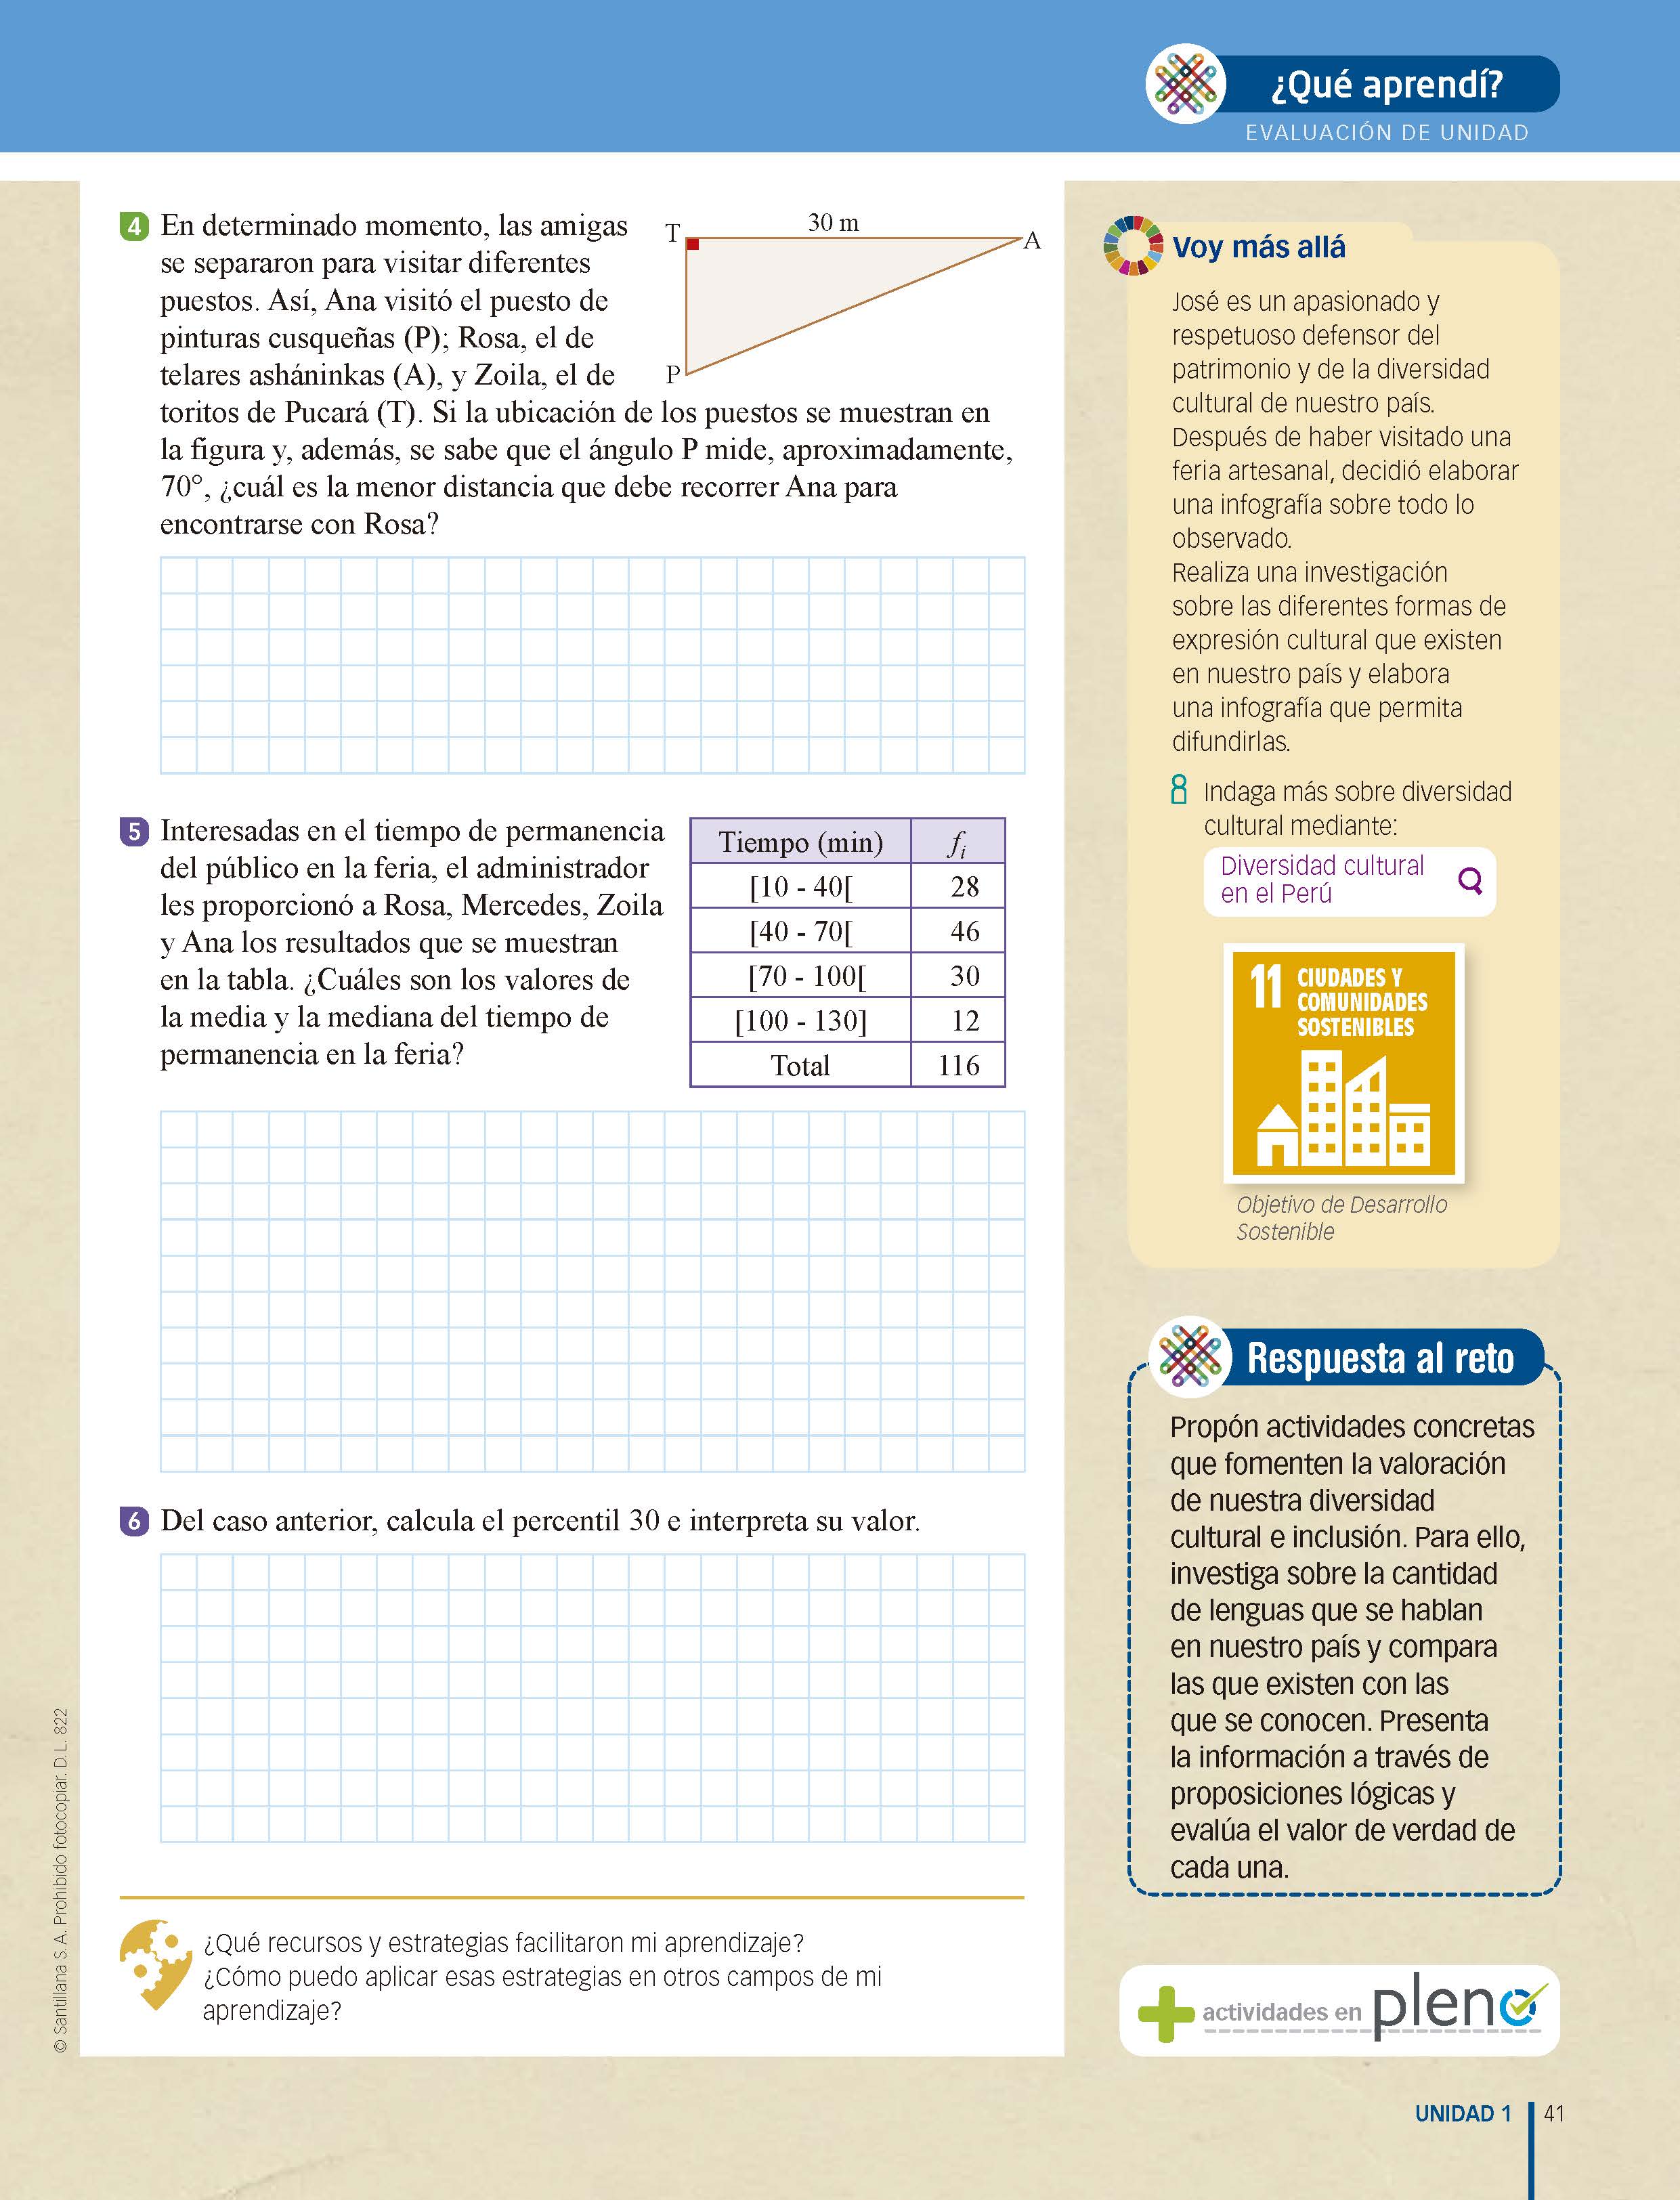 ¿Qué aprendí?
EVALUACIÓN DE UNIDAD
4 En determinado momento, las amigas
se separaron para visitar diferentes
puestos. Así, Ana visitó el puesto de
pinturas cusqueñas (P); Rosa, el de
telares asháninkas (A), y Zoila, el de
toritos de Pucará (T). Si la ubicación de los puestos se muestran en
la figura y, además, se sabe que el ángulo P mide, aproximadamente,
70°, ¿cuál es la menor distancia que debe recorrer Ana para
encontrarse con Rosa?
T
30 m
A
P
5 Interesadas en el tiempo de permanencia
del público en la feria, el administrador
les proporcionó a Rosa, Mercedes, Zoila
y Ana los resultados que se muestran
en la tabla. ¿Cuáles son los valores de
la media y la mediana del tiempo de
permanencia en la feria?
Tiempo (min) fi
[10 - 40[ 28
[40 - 70[ 46
[70 - 100[ 30
[100 - 130] 12
Total 116
6 Del caso anterior, calcula el percentil 30 e interpreta su valor.
¿Qué recursos y estrategias facilitaron mi aprendizaje?
¿Cómo puedo aplicar esas estrategias en otros campos de mi
aprendizaje?
© Santillana S. A. Prohibido fotocopiar. D. L. 822
Voy más allá
José es un apasionado y
respetuoso defensor del
patrimonio y de la diversidad
cultural de nuestro país.
Después de haber visitado una
feria artesanal, decidió elaborar
una infografía sobre todo lo
observado.
Realiza una investigación
sobre las diferentes formas de
expresión cultural que existen
en nuestro país y elabora
una infografía que permita
difundirlas.
Indaga más sobre diversidad
cultural mediante:
Diversidad cultural
en el Perú
11 CIUDADES Y
COMUNIDADES
SOSTENIBLES
Objetivo de Desarrollo
Sostenible
Respuesta al reto
Propón actividades concretas
que fomenten la valoración
de nuestra diversidad
cultural e inclusión. Para ello,
investiga sobre la cantidad
de lenguas que se hablan
en nuestro país y compara
las que existen con las
que se conocen. Presenta
la información a través de
proposiciones lógicas y
evalúa el valor de verdad de
cada una.
actividades en pleno
UNIDAD 1 41